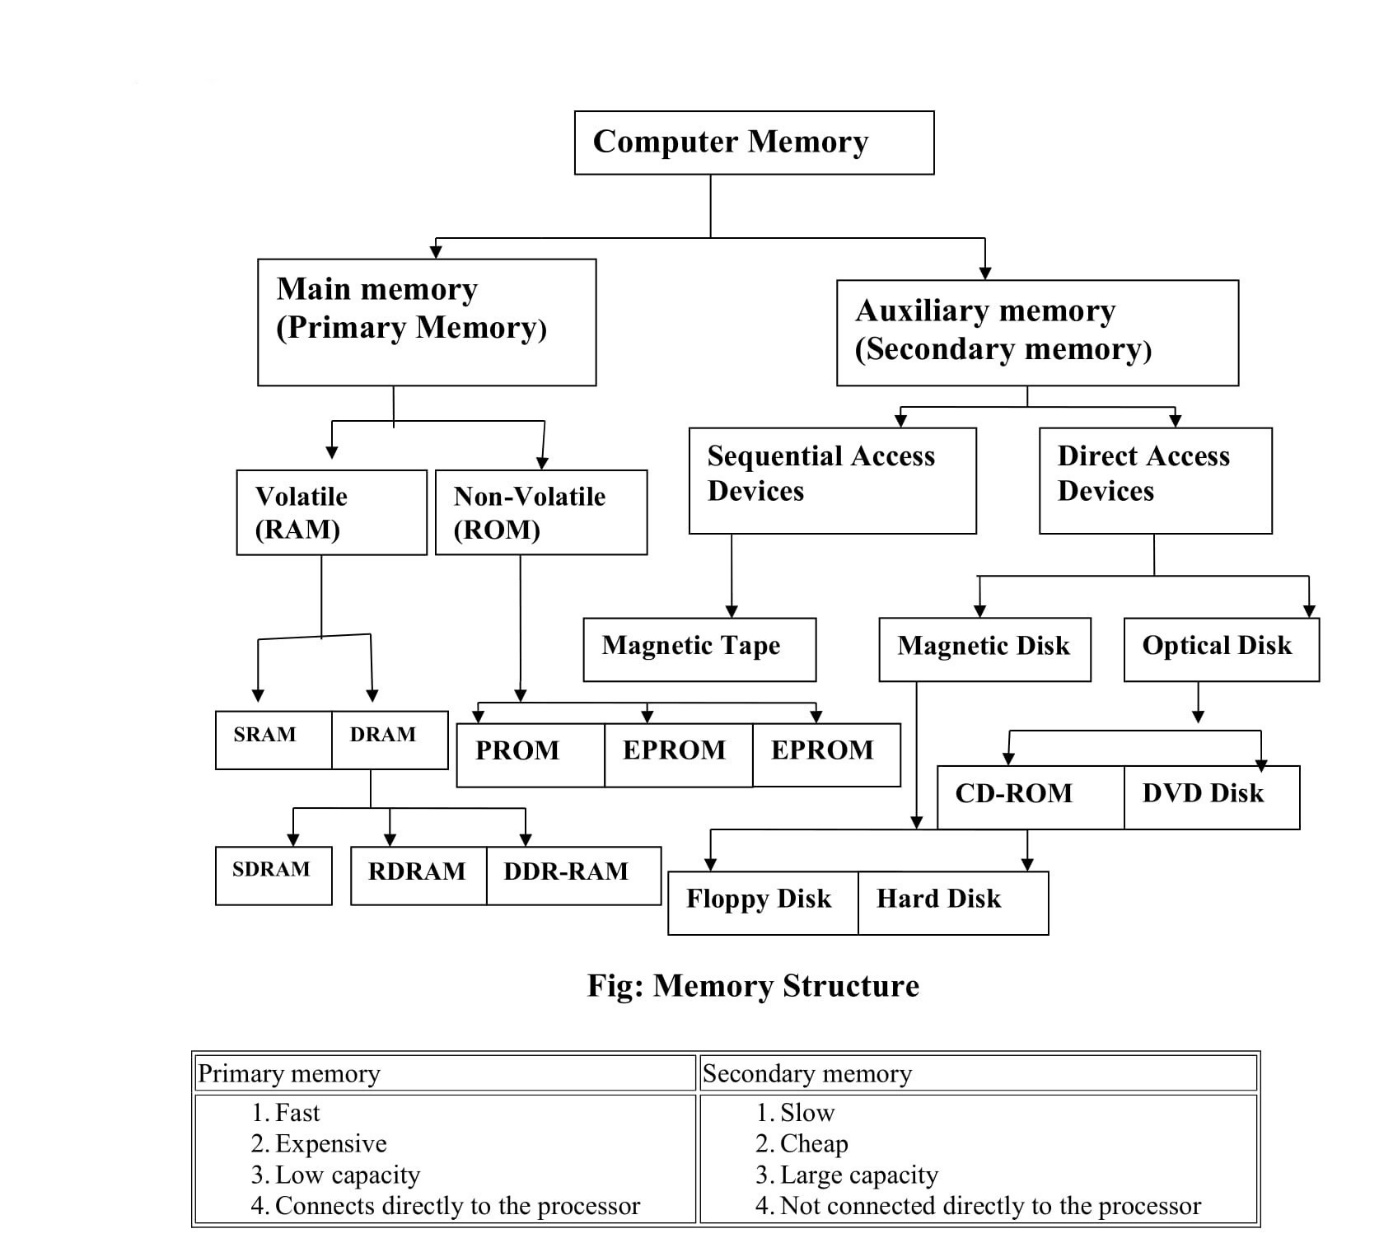 Computer Memory
Main memory
(Primary Memory)
Auxiliary memory
(Secondary memory)
Volatile
(RAM)
Non-Volatile
(ROM)
Sequential Access
Devices
Direct Access
Devices
Magnetic Tape
Magnetic Disk
Optical Disk
SRAM
DRAM
PROM
EPROM
EPROM
CD-ROM
DVD Disk
SDRAM
RDRAM
DDR-RAM
Floppy Disk
Hard Disk
Fig: Memory Structure
Primary memory
Secondary memory
1. Fast
2. Expensive
3. Low capacity
4. Connects directly to the processor
1. Slow
2. Cheap
3. Large capacity
4. Not connected directly to the processor